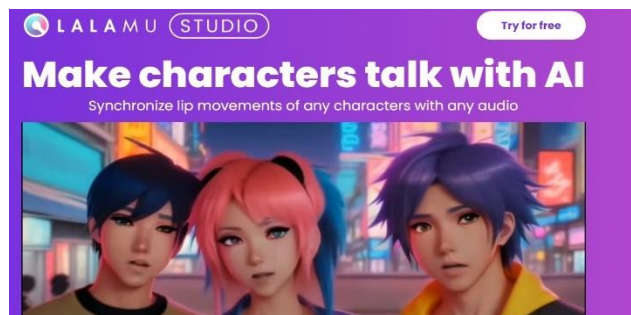 LALAMU STUDIO
Try for free
Make characters talk with AI
Synchronize lip movements of any characters with any audio